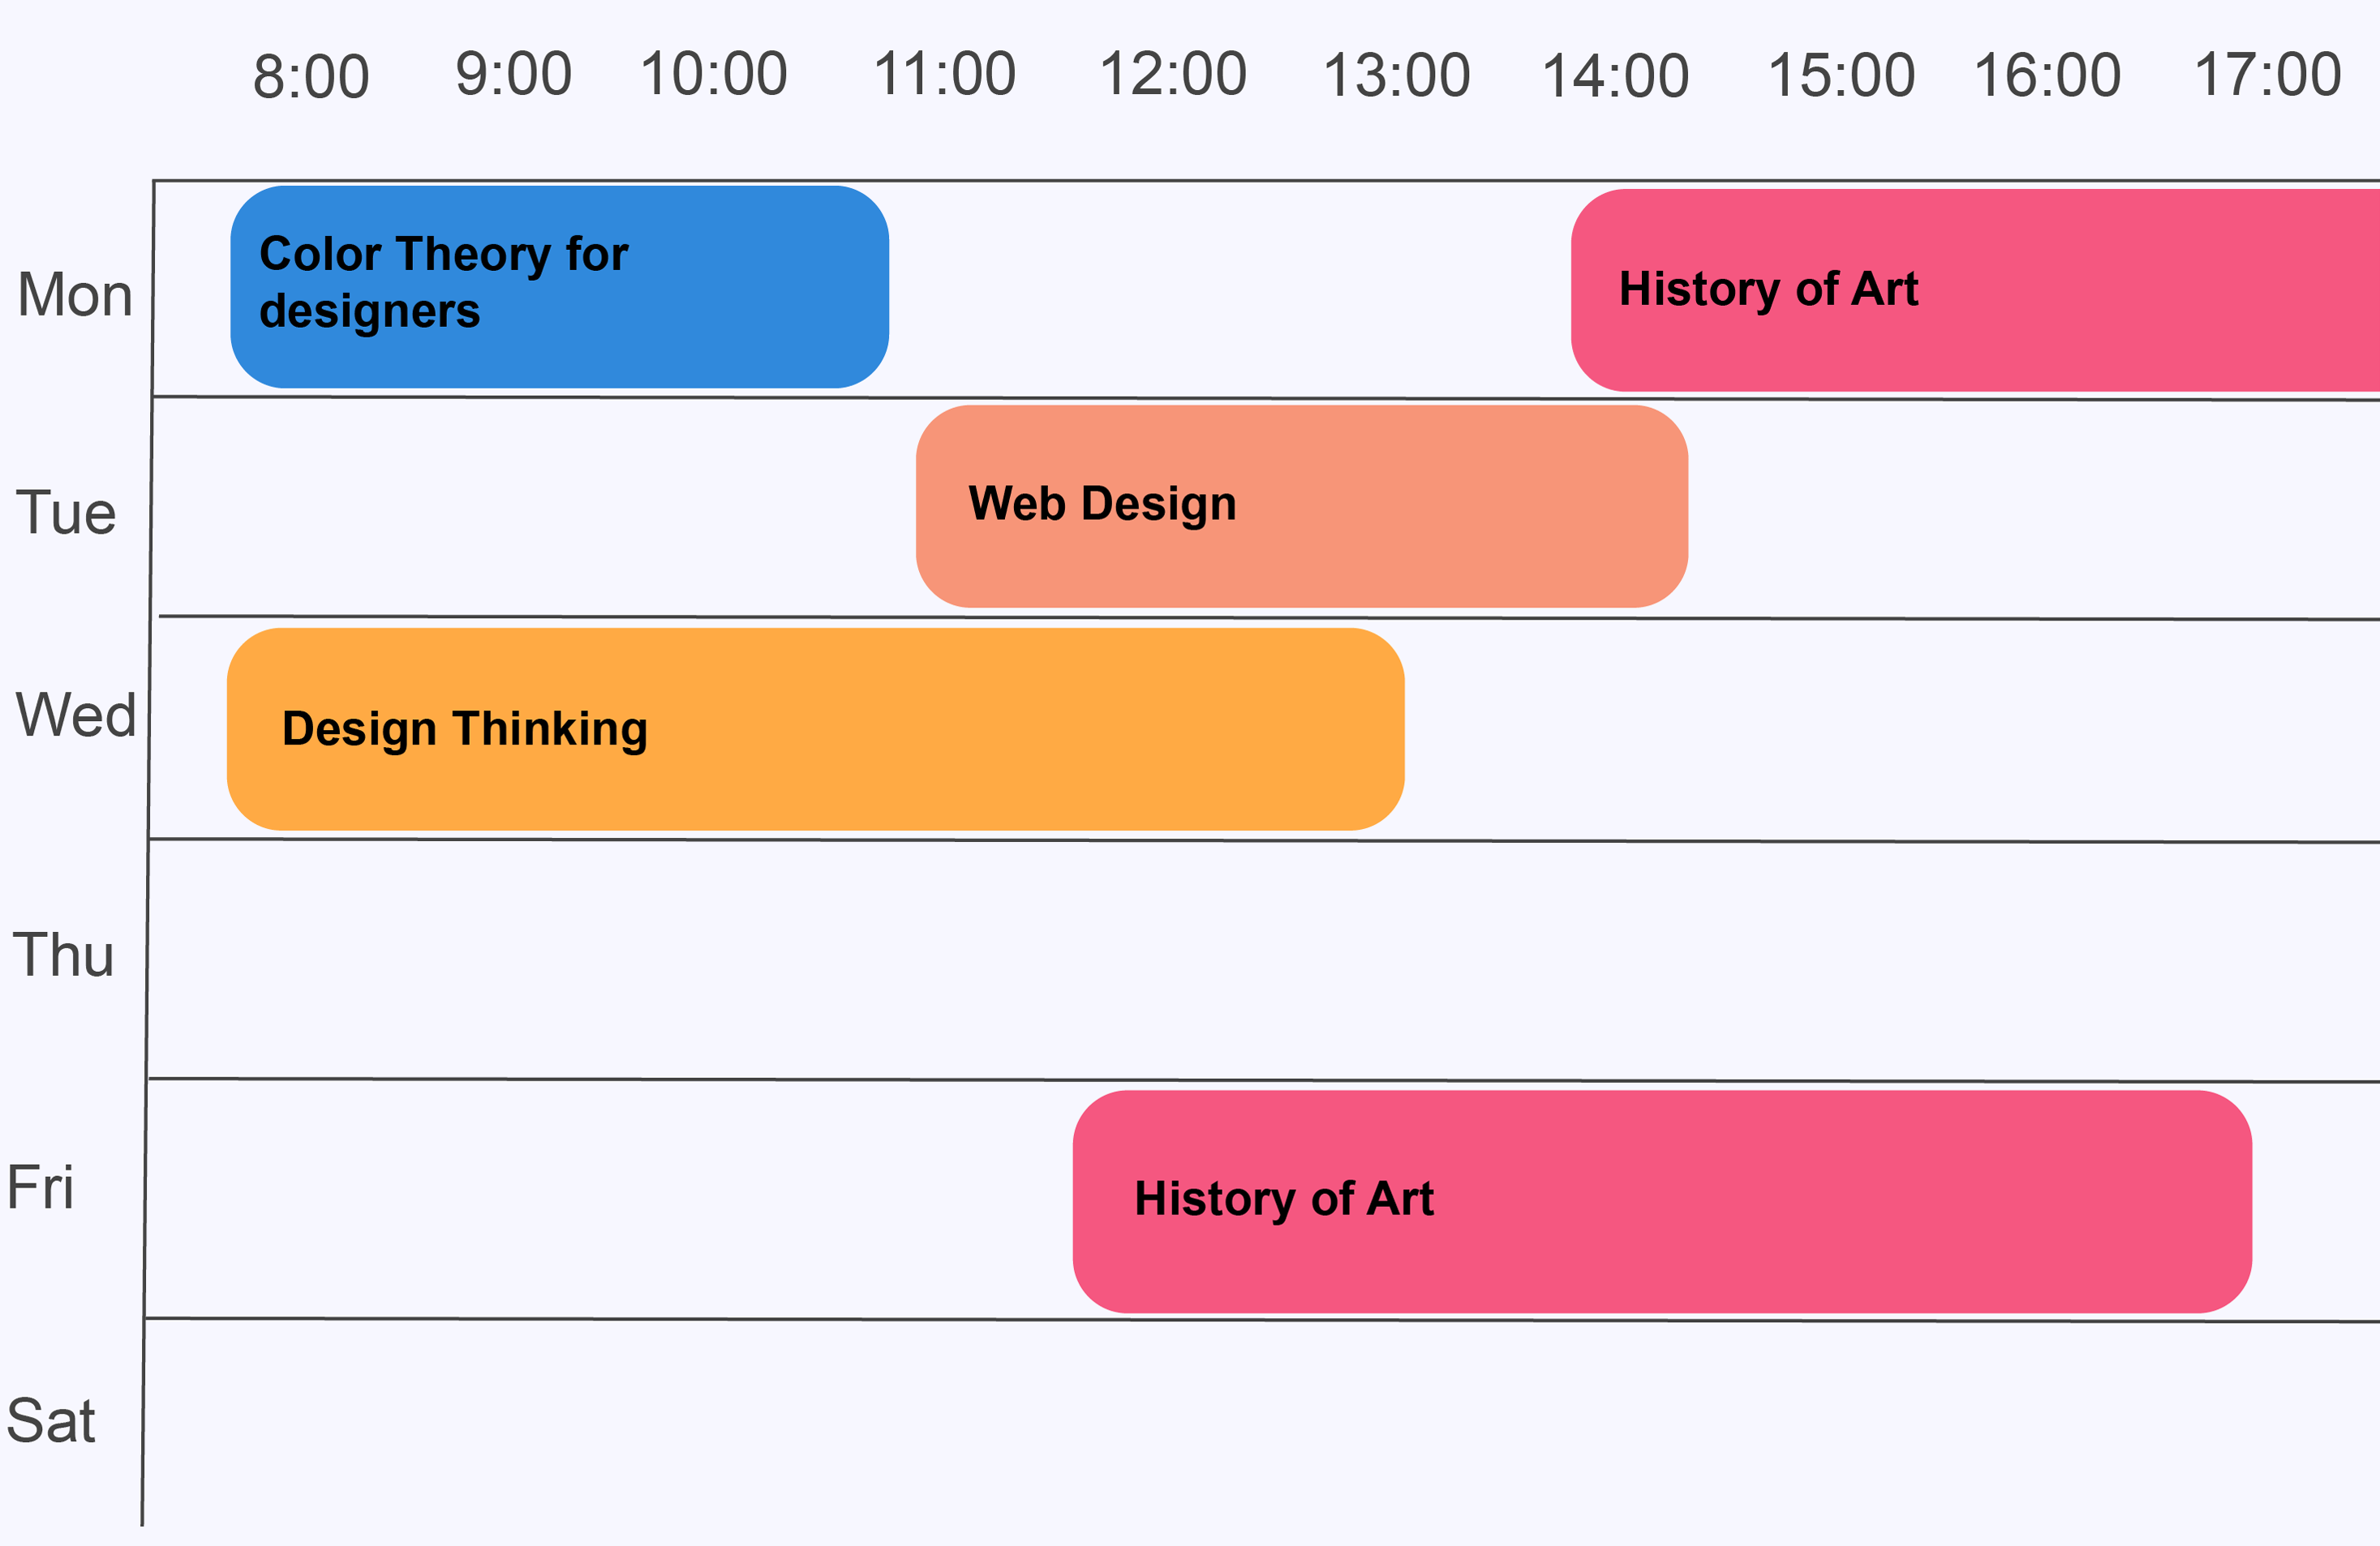 8:00 9:00 10:00 11:00 12:00 13:00 14:00 15:00 16:00 17:00
Mon
Color Theory for
designers
History of Art
Tue
Web Design
Wed
Design Thinking
Thu
Fri
History of Art
Sat